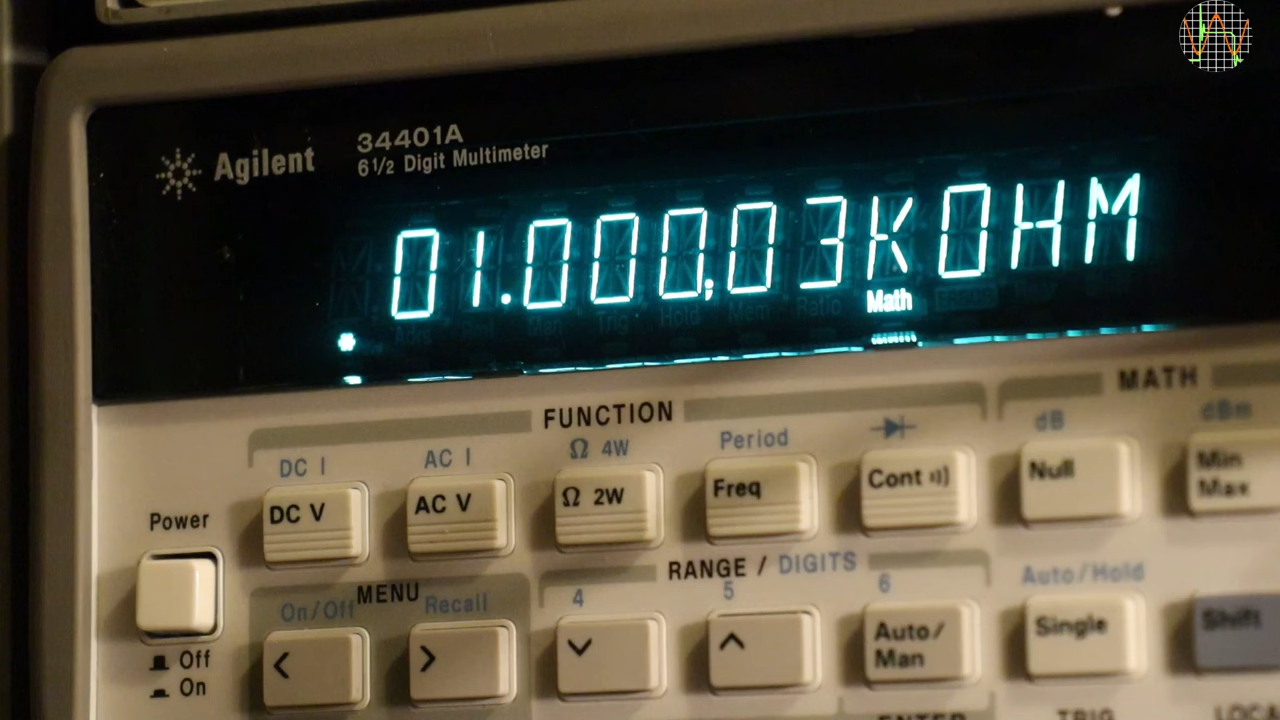 34401A
Agilent
6 1/2 Digit Multimeter
01.000,03KOHM
Math
*
FUNCTION
MATH
DC I
AC I
Ω 4W
Period
dB
dBm
DC V
AC V
Ω 2W
Freq
Cont
Null
Min
Max
Power
MENU
RANGE / DIGITS
On/Off
Recall
4
5
6
Auto/Hold
<
>
Auto/
Man
Single
Shift
Off
On